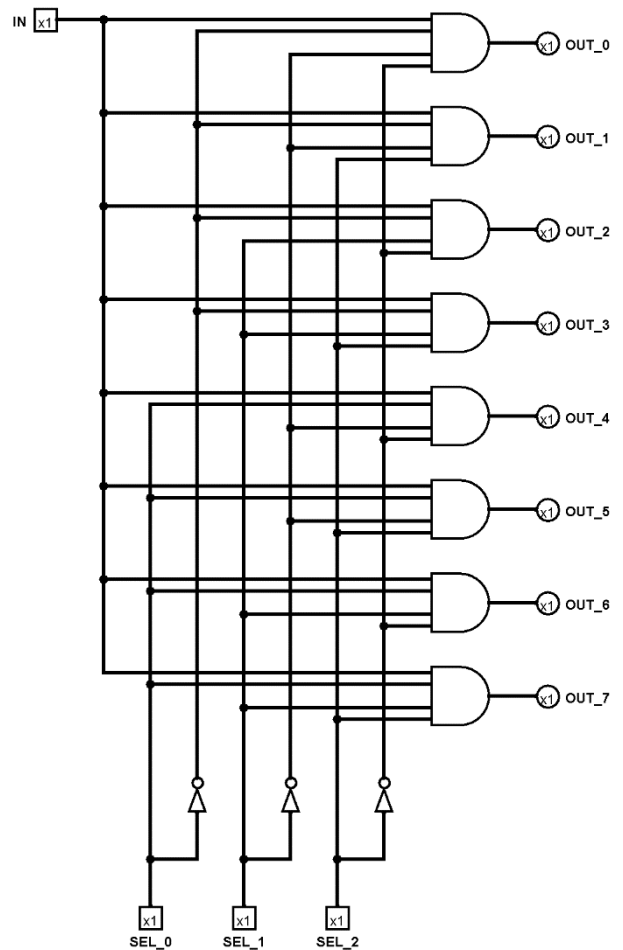 IN x1
x1 OUT_0
x1 OUT_1
x1 OUT_2
x1 OUT_3
x1 OUT_4
x1 OUT_5
x1 OUT_6
x1 OUT_7
x1 x1 x1
SEL_0 SEL_1 SEL_2